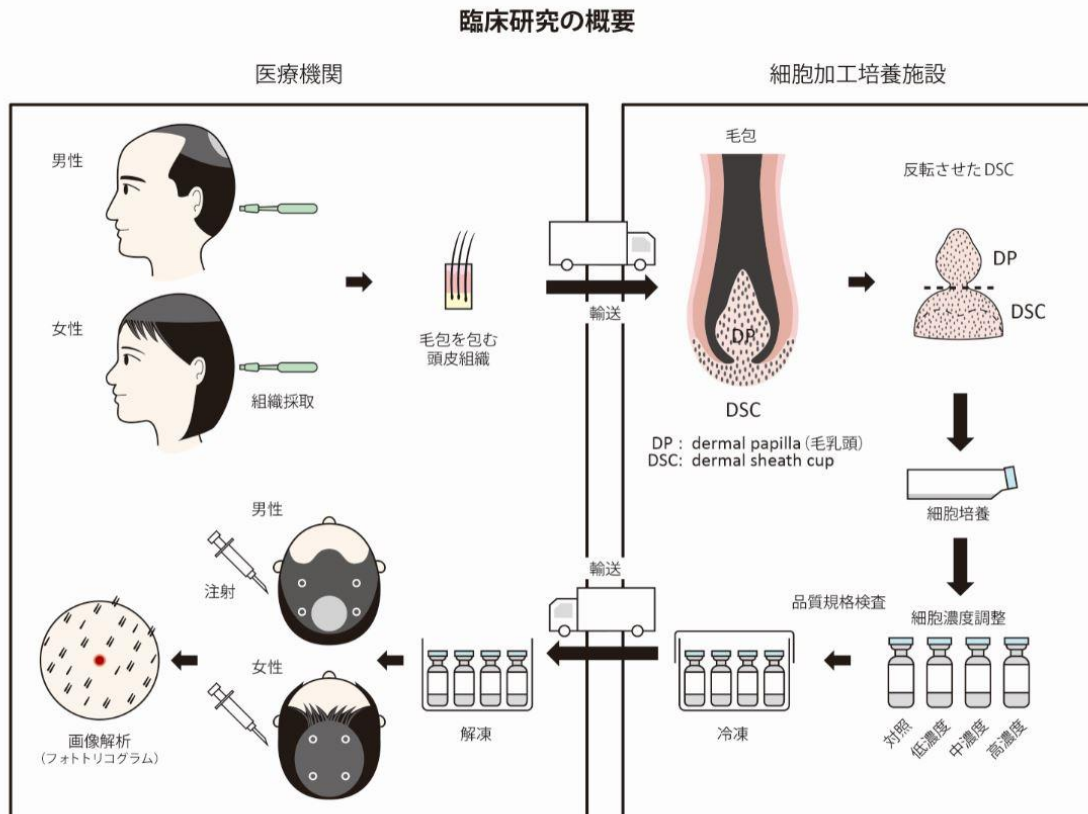 臨床研究の概要
医療機関
細胞加工培養施設
男性
女性
組織採取
毛包を包む
頭皮組織
輸送
毛包
DP
DSC
DP : dermal papilla (毛乳頭)
DSC: dermal sheath cup
反転させたDSC
DP
DSC
細胞培養
細胞濃度調整
対照
低濃度
中濃度
高濃度
品質規格検査
冷凍
輸送
解凍
男性
注射
女性
画像解析
(フォトトリコグラム)